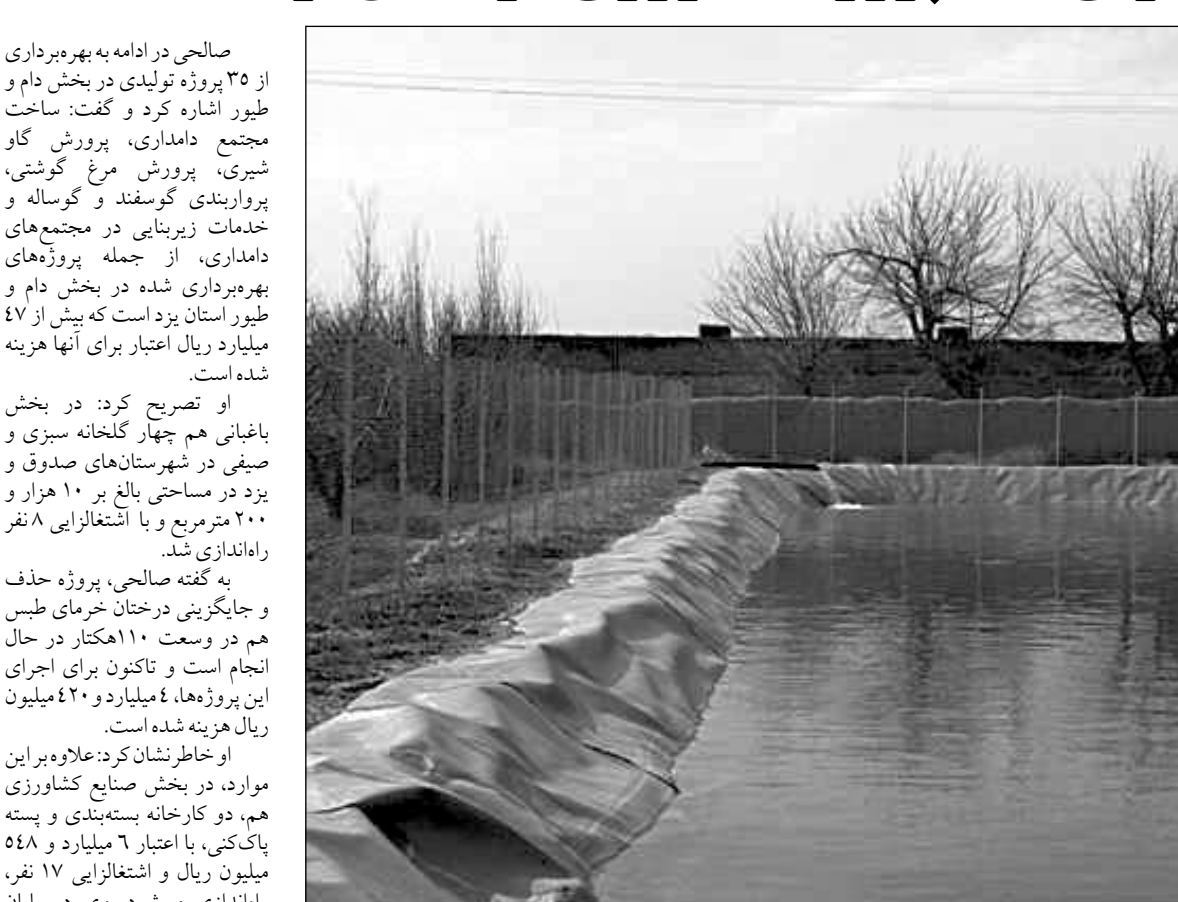 صالحی در ادامه به بهره‌برداری
از ۳۵ پروژه تولیدی در بخش دام و
طیور اشاره کرد و گفت: ساخت
مجتمع دامداری، پرورش گاو
شیری، پرورش مرغ گوشتی،
پرواربندی گوسفند و گوساله و
خدمات زیربنایی در مجتمع‌های
دامداری، از جمله پروژه‌های
بهره‌برداری شده در بخش دام و
طیور استان یزد است که بیش از ٤٧
میلیارد ریال اعتبار برای آنها هزینه
شده است.
او تصریح کرد: در بخش
باغبانی هم چهار گلخانه سبزی و
صیفی در شهرستان‌های صدوق و
یزد در مساحتی بالغ بر ۱۰ هزار و
۲۰۰ مترمربع و با اشتغالزایی ۸ نفر
راه‌اندازی شد.
به گفته صالحی، پروژه حذف
و جایگزینی درختان خرمای طبس
هم در وسعت ۱۱۰هکتار در حال
انجام است و تاکنون برای اجرای
این پروژه‌ها، ٤ میلیارد و ٤٢٠ میلیون
ریال هزینه شده است.
او خاطرنشان کرد: علاوه بر این
موارد، در بخش صنایع کشاورزی
هم، دو کارخانه بسته‌بندی و پسته
پاک‌کنی، با اعتبار ٦ میلیارد و ٥٤٨
میلیون ریال و اشتغالزایی ۱۷ نفر،